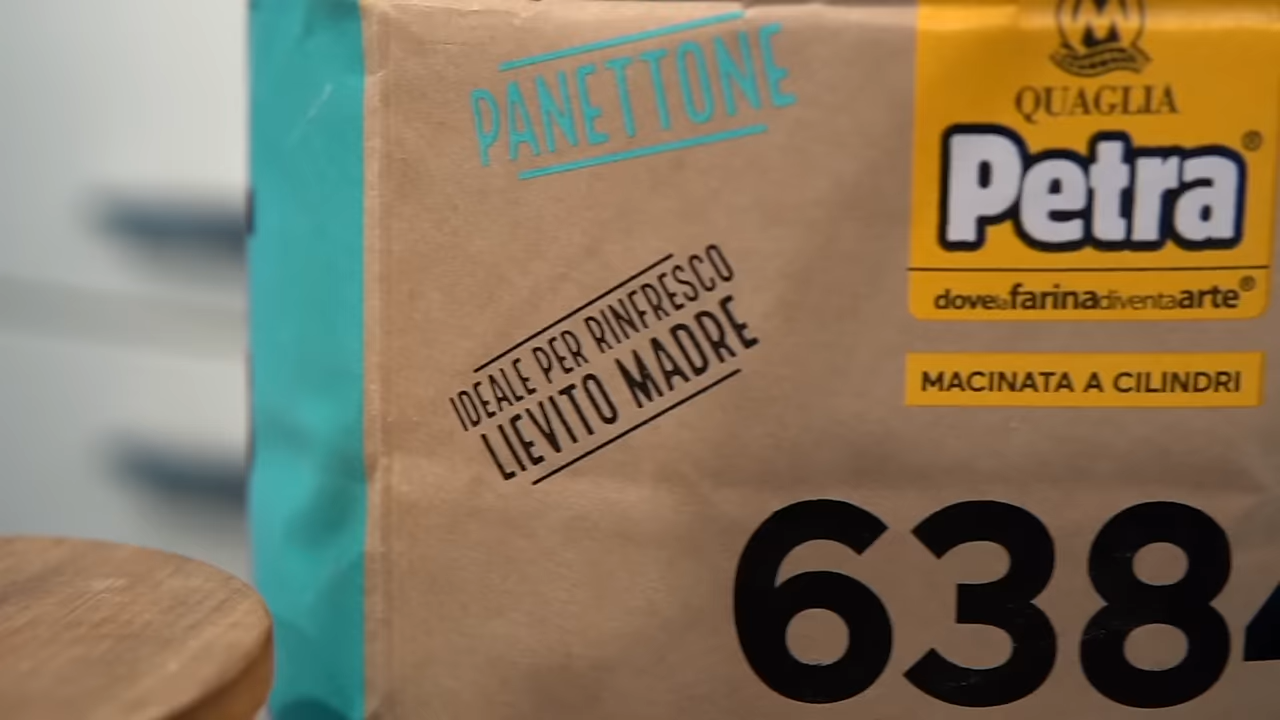 PANETTONE
IDEALE PER RINFRESCO
LIEVITO MADRE
M
QUAGLIA
Petra®
dovelafarinadiventaarte®
MACINATA A CILINDRI
638